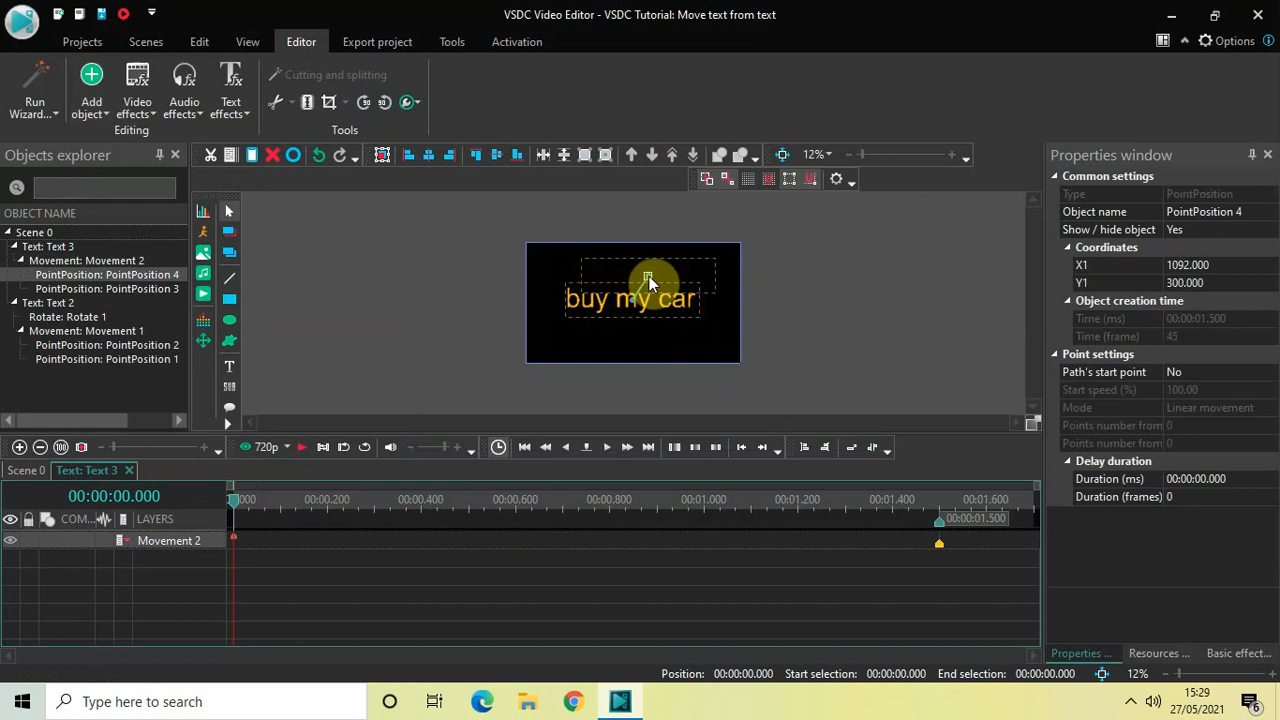 VSDC Video Editor - VSDC Tutorial: Move text from text
Projects Scenes Edit View Editor Export project Tools Activation
Options
Cutting and splitting
Run Wizard... Add object Video effects Audio effects Text effects
Editing Tools
Objects explorer
12%
Properties window
OBJECT NAME
Scene 0
Text: Text 3
Movement: Movement 2
PointPosition: PointPosition 4
PointPosition: PointPosition 3
Text: Text 2
Rotate: Rotate 1
Movement: Movement 1
PointPosition: PointPosition 2
PointPosition: PointPosition 1
T
SUB
buy my car
Common settings
Type PointPosition
Object name PointPosition 4
Show / hide object Yes
Coordinates
X1 1092.000
Y1 300.000
Object creation time
Time (ms) 00:00:01.500
Time (frame) 45
Point settings
Path's start point No
Start speed (%) 100.00
Mode Linear movement
Points number from 0
Points number from 0
Delay duration
Duration (ms) 00:00:00.000
Duration (frames) 0
720p
Scene 0 Text: Text 3
00:00:00.000
000 00:00.200 00:00.400 00:00.600 00:00.800 00:01.000 00:01.200 00:01.400 00:01.600
00:00:01.500
COM... LAYERS
Movement 2
Properties ... Resources ... Basic effect...
Position: 00:00:00.000 Start selection: 00:00:00.000 End selection: 00:00:00.000 12%
Type here to search
15:29
27/05/2021
6